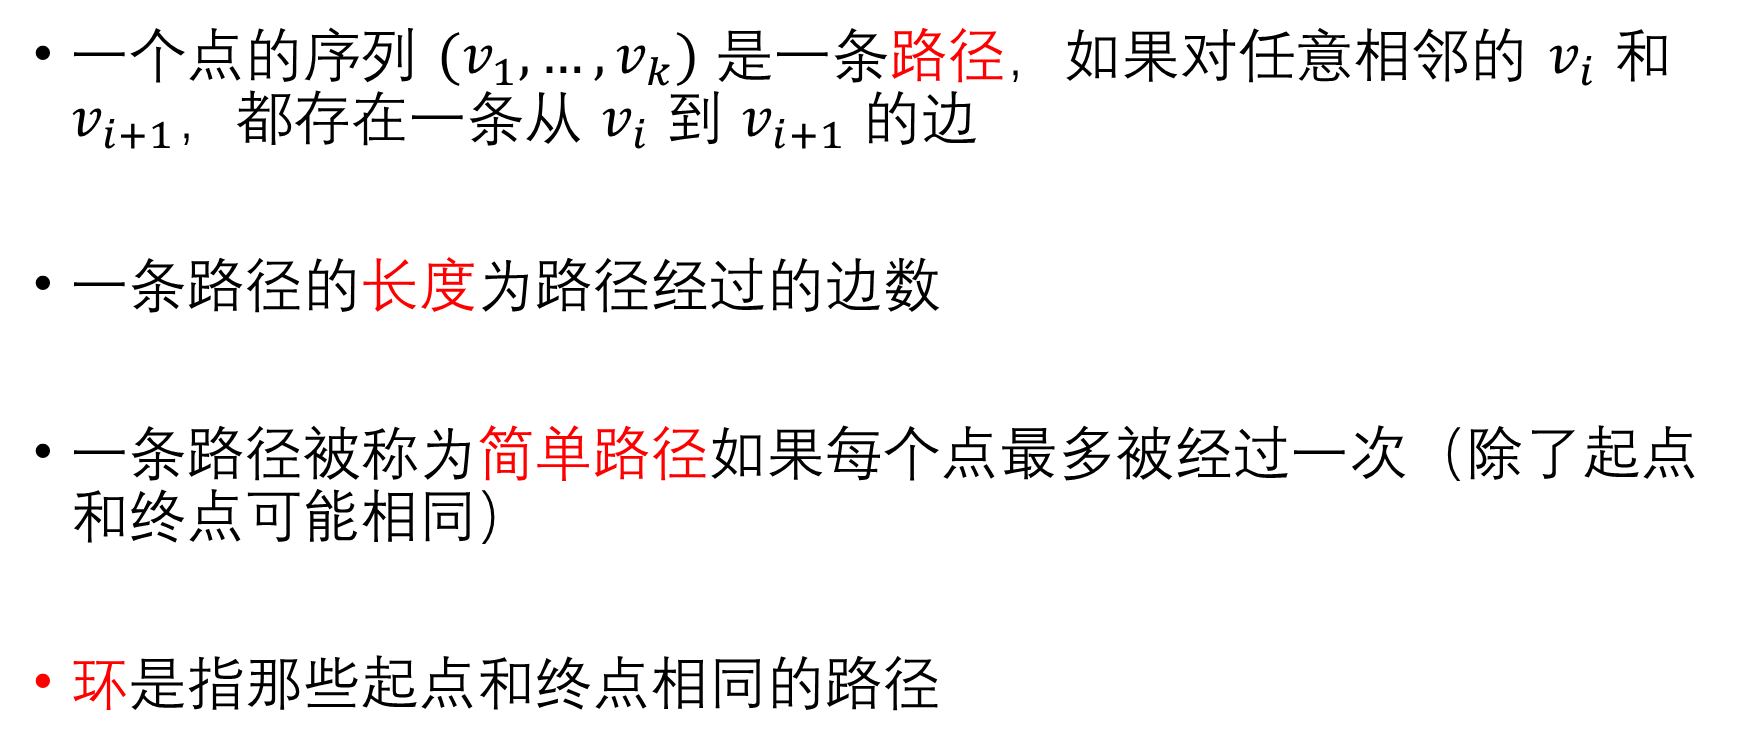 • 一个点的序列 (v₁, … , vₖ) 是一条路径，如果对任意相邻的 vᵢ 和
vᵢ₊₁，都存在一条从 vᵢ 到 vᵢ₊₁ 的边
• 一条路径的长度为路径经过的边数
• 一条路径被称为简单路径如果每个点最多被经过一次（除了起点
和终点可能相同）
• 环是指那些起点和终点相同的路径